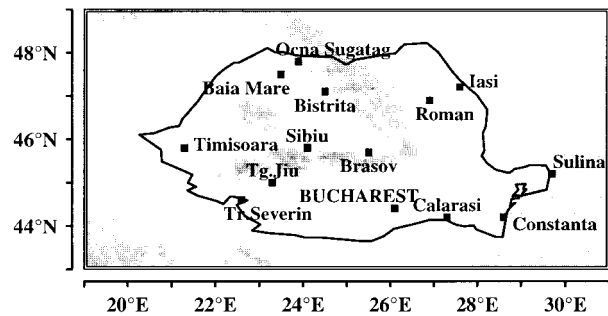 48°N
46°N
44°N
Ocna Sugatag
Baia Mare
Iasi
Bistrita
Roman
Timisoara
Sibiu
Brasov
Sulina
Tg. Jiu
BUCHAREST
Calarasi
Tr. Severin
Constanta
20°E 22°E 24°E 26°E 28°E 30°E